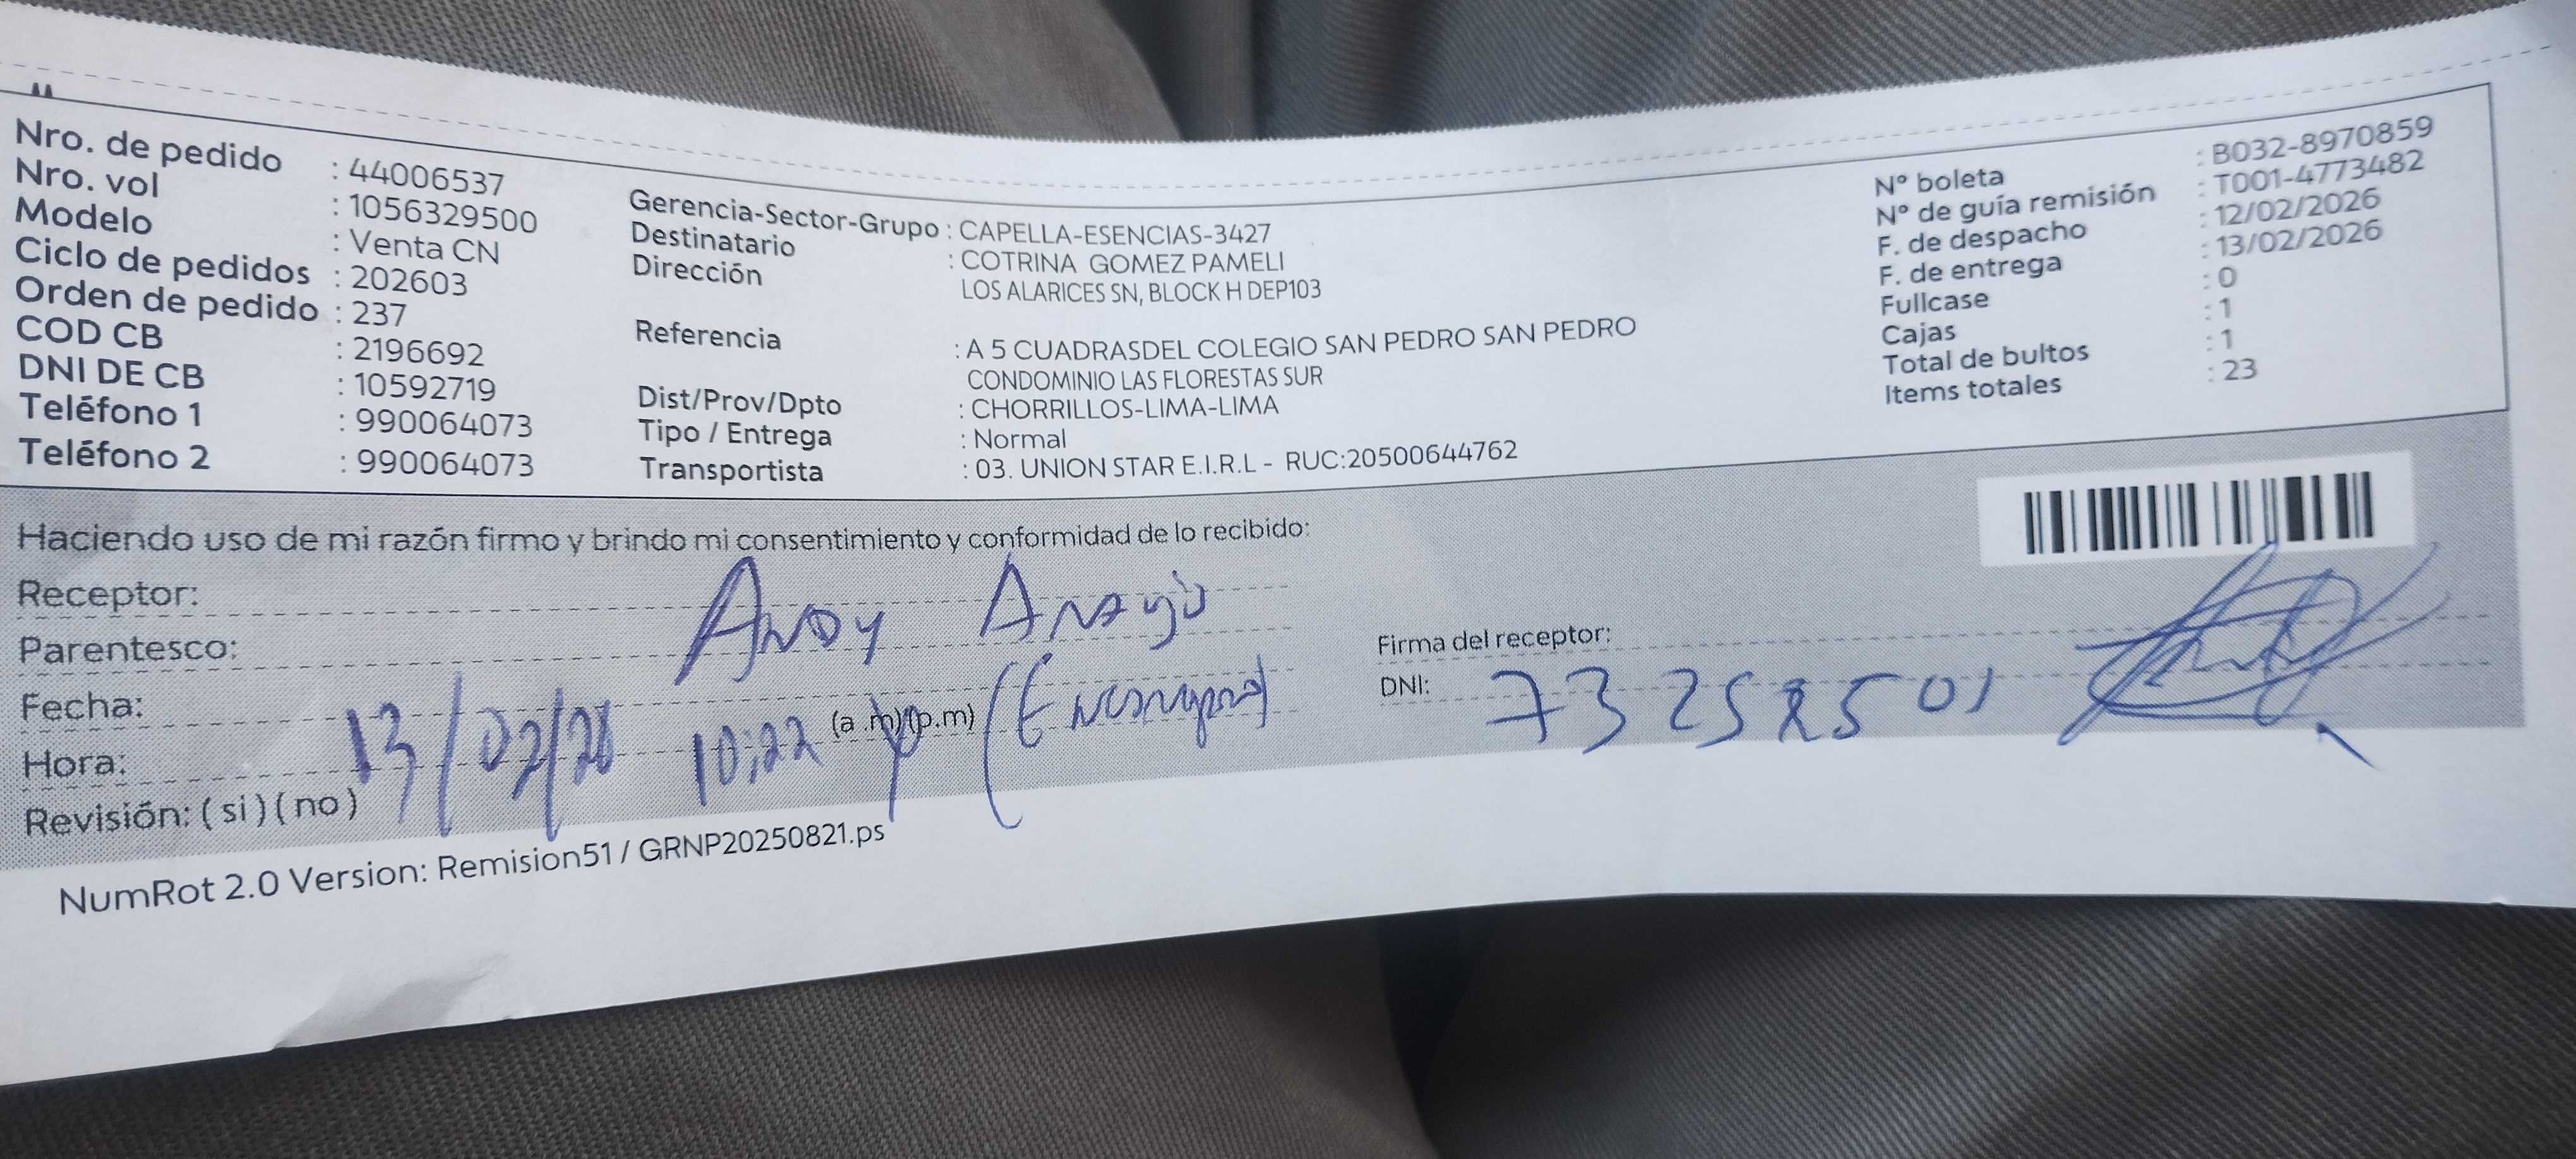 Nro. de pedido : 44006537
Nro. vol : 1056329500
Modelo : Venta CN
Ciclo de pedidos : 202603
Orden de pedido : 237
COD CB : 2196692
DNI DE CB : 10592719
Teléfono 1 : 990064073
Teléfono 2 : 990064073
Gerencia-Sector-Grupo : CAPELLA-ESENCIAS-3427
Destinatario : COTRINA GOMEZ PAMELI
Dirección LOS ALARICES SN, BLOCK H DEP103
Referencia : A 5 CUADRASDEL COLEGIO SAN PEDRO SAN PEDRO
CONDOMINIO LAS FLORESTAS SUR
Dist/Prov/Dpto : CHORRILLOS-LIMA-LIMA
Tipo / Entrega : Normal
Transportista : 03. UNION STAR E.I.R.L - RUC:20500644762
N° boleta : B032-8970859
N° de guía remisión : T001-4773482
F. de despacho : 12/02/2026
F. de entrega : 13/02/2026
Fullcase : 0
Cajas : 1
Total de bultos : 1
Items totales : 23
Haciendo uso de mi razón firmo y brindo mi consentimiento y conformidad de lo recibido:
Receptor: Andy
Parentesco:
Fecha: 13/02/26
Hora: 10:22 (a.m)(p.m)
Revisión: ( si ) ( no )
Firma del receptor:
DNI:
NumRot 2.0 Version: Remision51 / GRNP20250821.ps